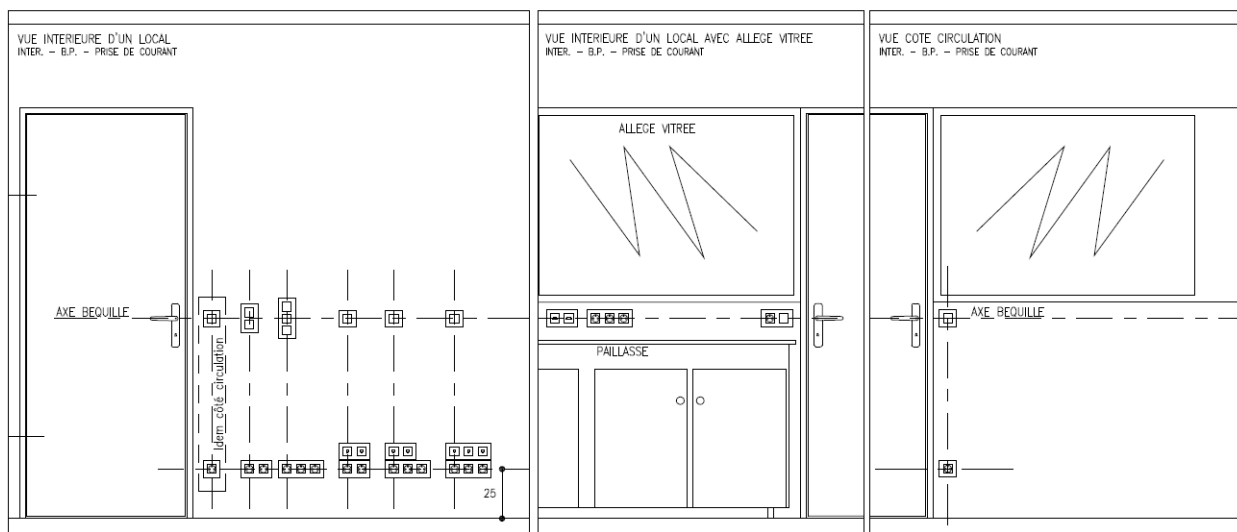 VUE INTERIEURE D'UN LOCAL
INTER. – B.P. – PRISE DE COURANT
AXE BEQUILLE
Idem côté circulation
25
VUE INTERIEURE D'UN LOCAL AVEC ALLEGE VITREE
INTER. – B.P. – PRISE DE COURANT
ALLEGE VITREE
PAILLASSE
VUE COTE CIRCULATION
INTER. – B.P. – PRISE DE COURANT
AXE BEQUILLE